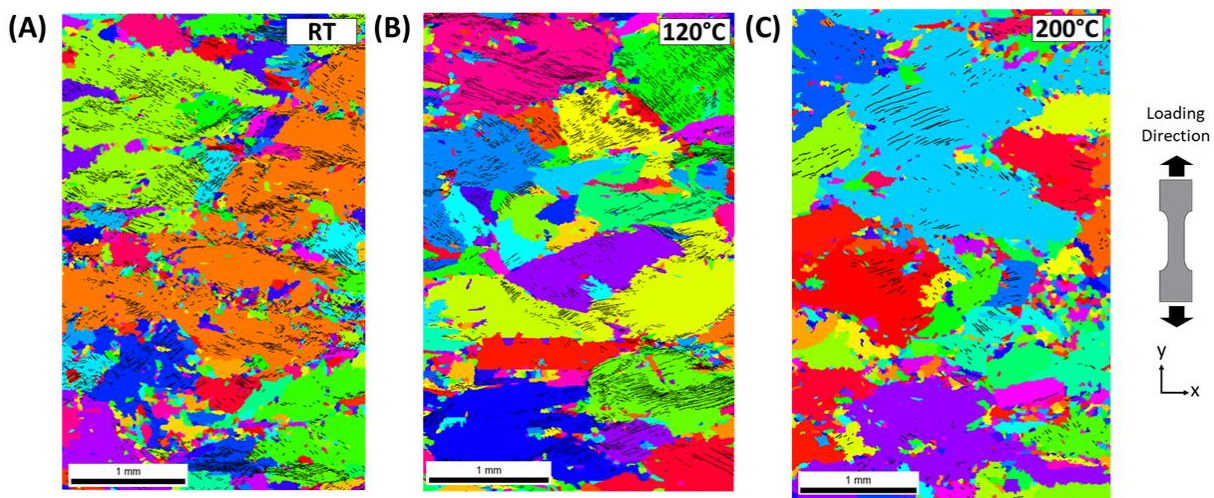 (A)
RT
(B)
120°C
(C)
200°C
Loading
Direction
y
x
1 mm
1 mm
1 mm